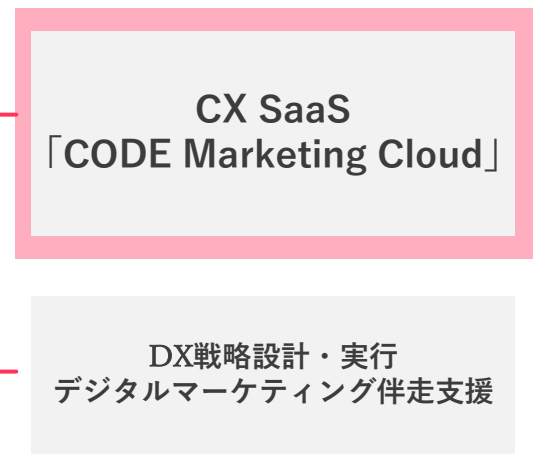 CX SaaS
「CODE Marketing Cloud」
DX戦略設計・実行
デジタルマーケティング伴走支援